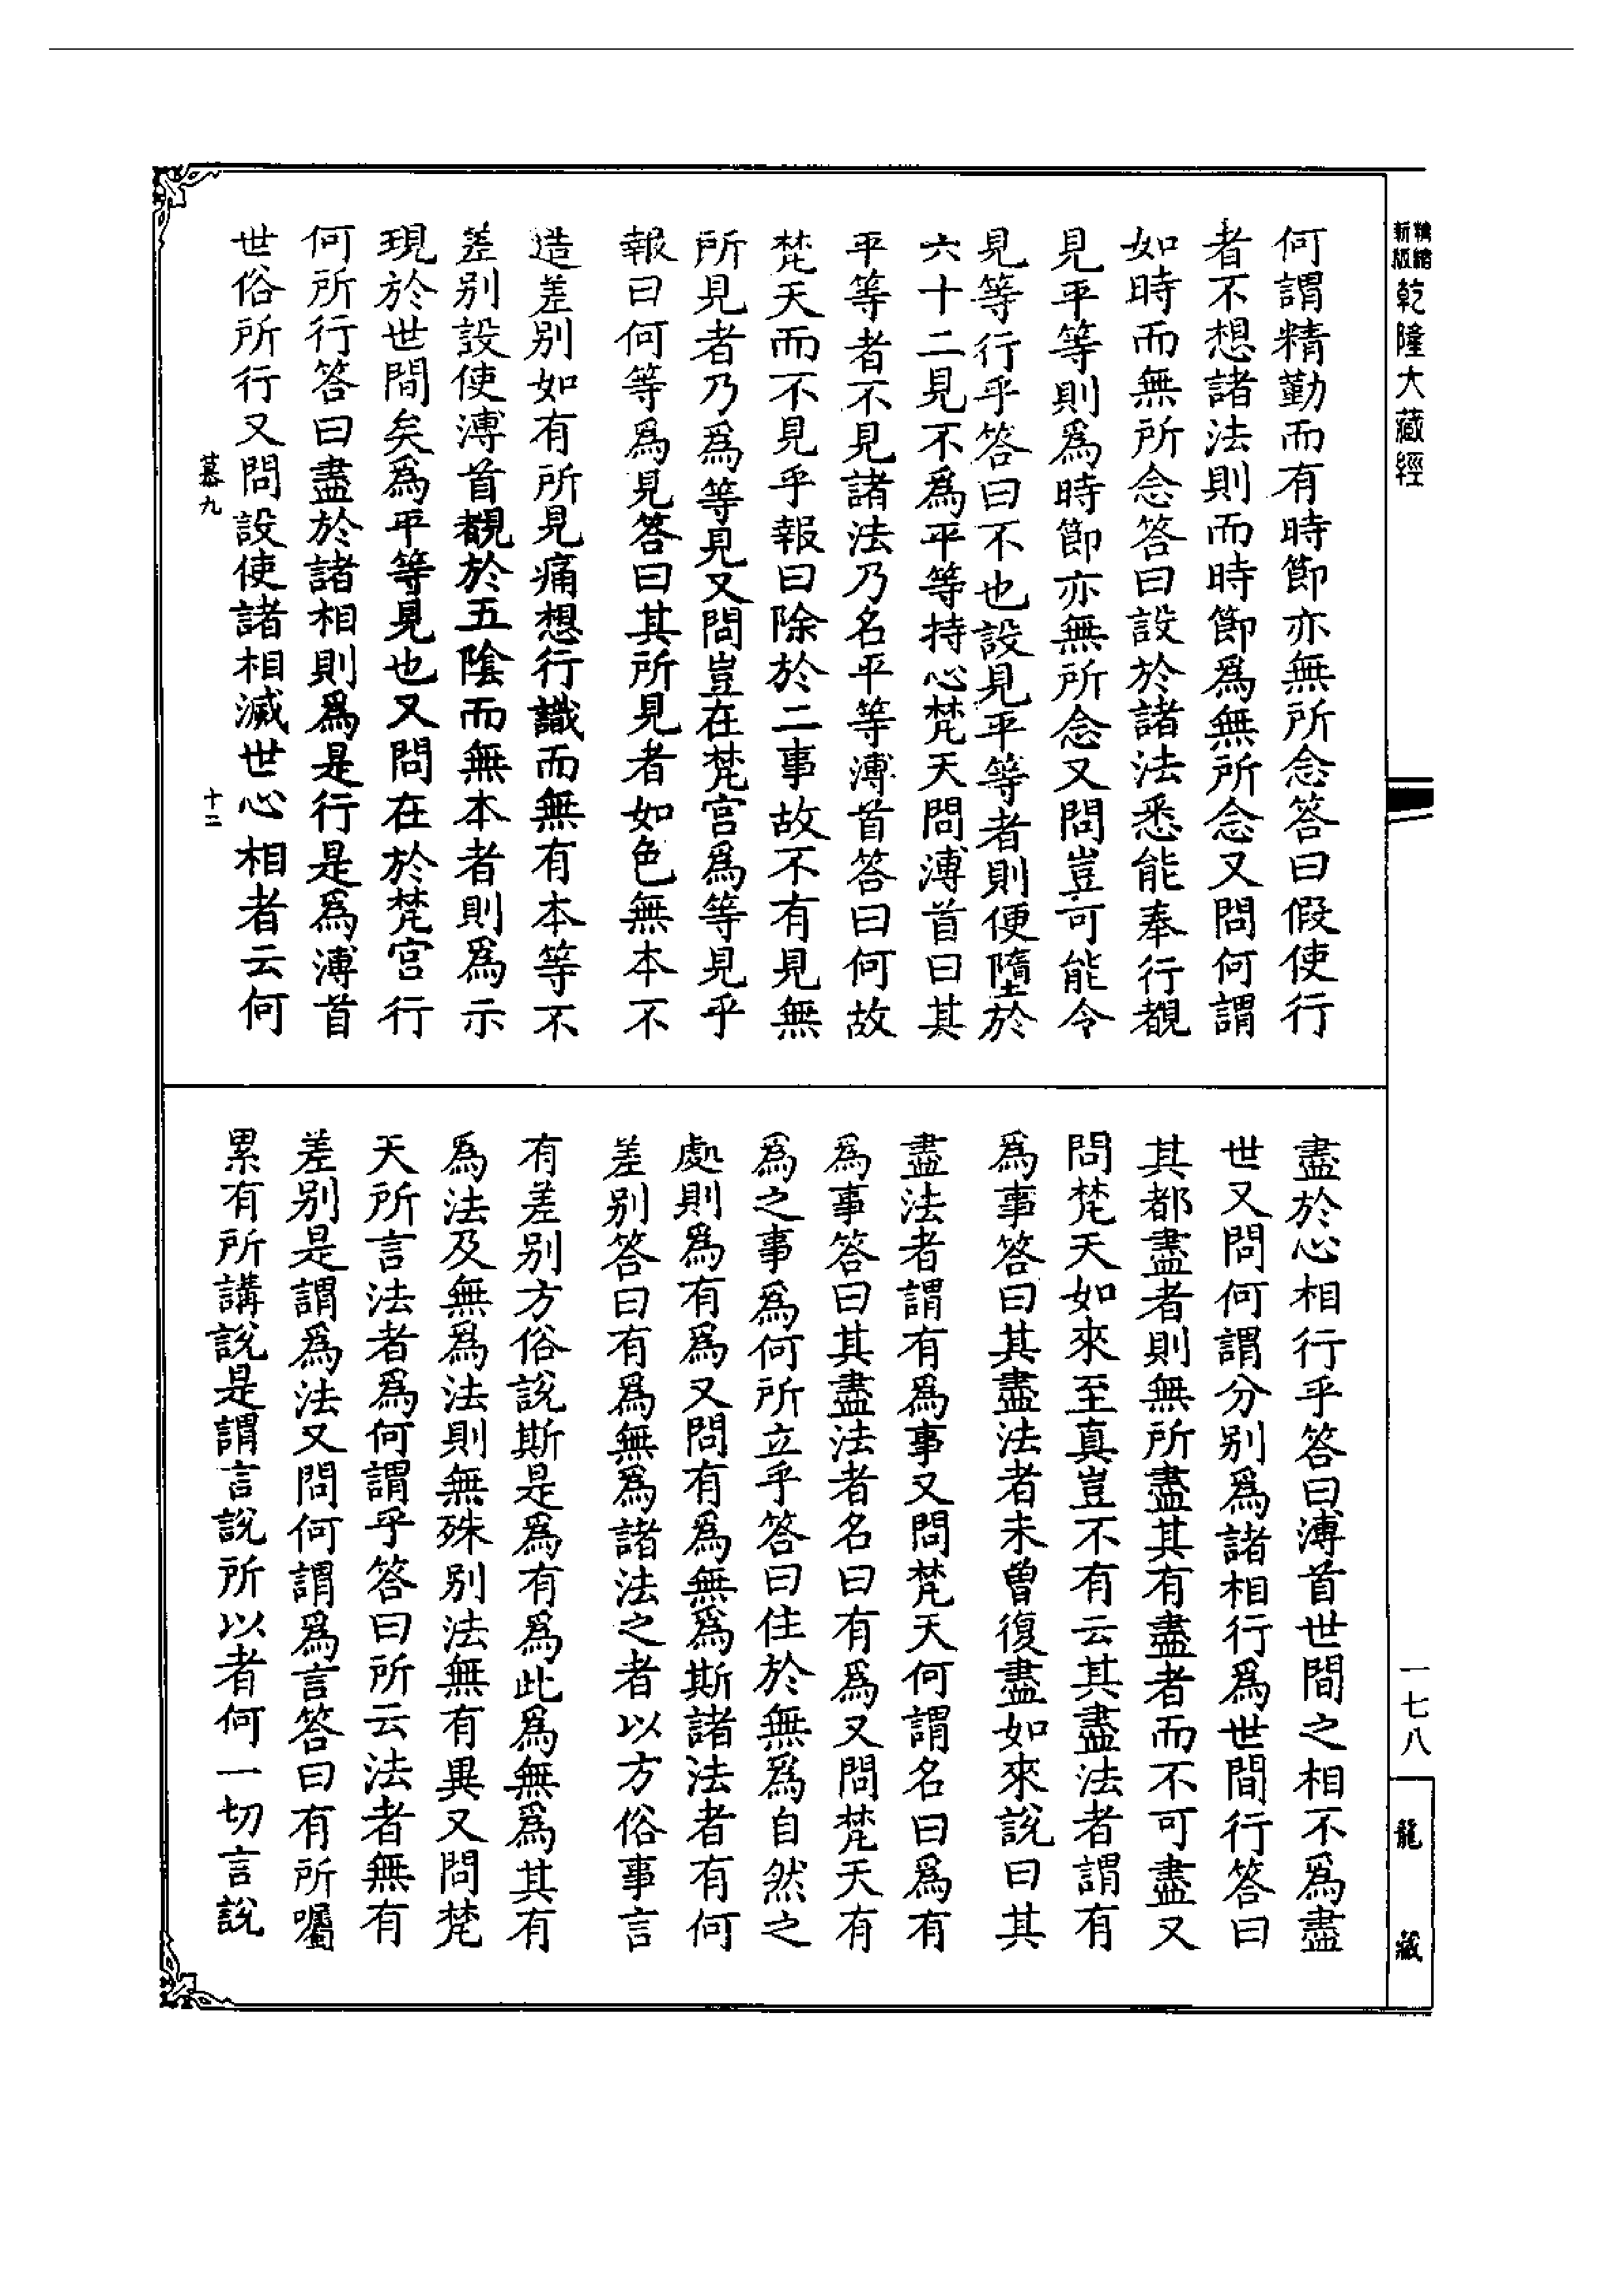 精縮新版乾隆大藏經
何謂精勤而有時節亦無所念答曰假使行
者不想諸法則而時節爲無所念又問何謂
如時而無所念答曰設於諸法悉能奉行覩
見平等則爲時節亦無所念又問豈可能令
見等行乎答曰不也設見平等者則便墮於
六十二見不爲平等持心梵天問溥首曰其
平等者不見諸法乃名平等溥首答曰何故
梵天而不見乎報曰除於二事故不有見無
所見者乃爲等見又問豈在梵宮爲等見乎
報曰何等爲見答曰其所見者如色無本不
造差別如有所見痛想行識而無有本等不
差別設使溥首覩於五陰而無本者則爲示
現於世間矣爲平等見也又問在於梵宮行
何所行答曰盡於諸相則爲是行是爲溥首
世俗所行又問設使諸相滅世心相者云何
慕九 十二
盡於心相行乎答曰溥首世間之相不爲盡
世又問何謂分別爲諸相行爲世間行答曰
其都盡者則無所盡其有盡者而不可盡又
問梵天如來至真豈不有云其盡法者謂有
爲事答曰其盡法者未曾復盡如來說曰其
盡法者謂有爲事又問梵天何謂名曰爲有
爲事答曰其盡法者名曰有爲又問梵天有
爲之事爲何所立乎答曰住於無爲自然之
處則爲有爲又問有爲無爲斯諸法者有何
差別答曰有爲無爲諸法之者以方俗事言
有差別方俗說斯是爲有爲此爲無爲其有
爲法及無爲法則無殊別法無有異又問梵
天所言法者爲何謂乎答曰所云法者無有
差別是謂爲法又問何謂爲言答曰有所囑
累有所講說是謂言說所以者何一切言說
一七八
龍藏